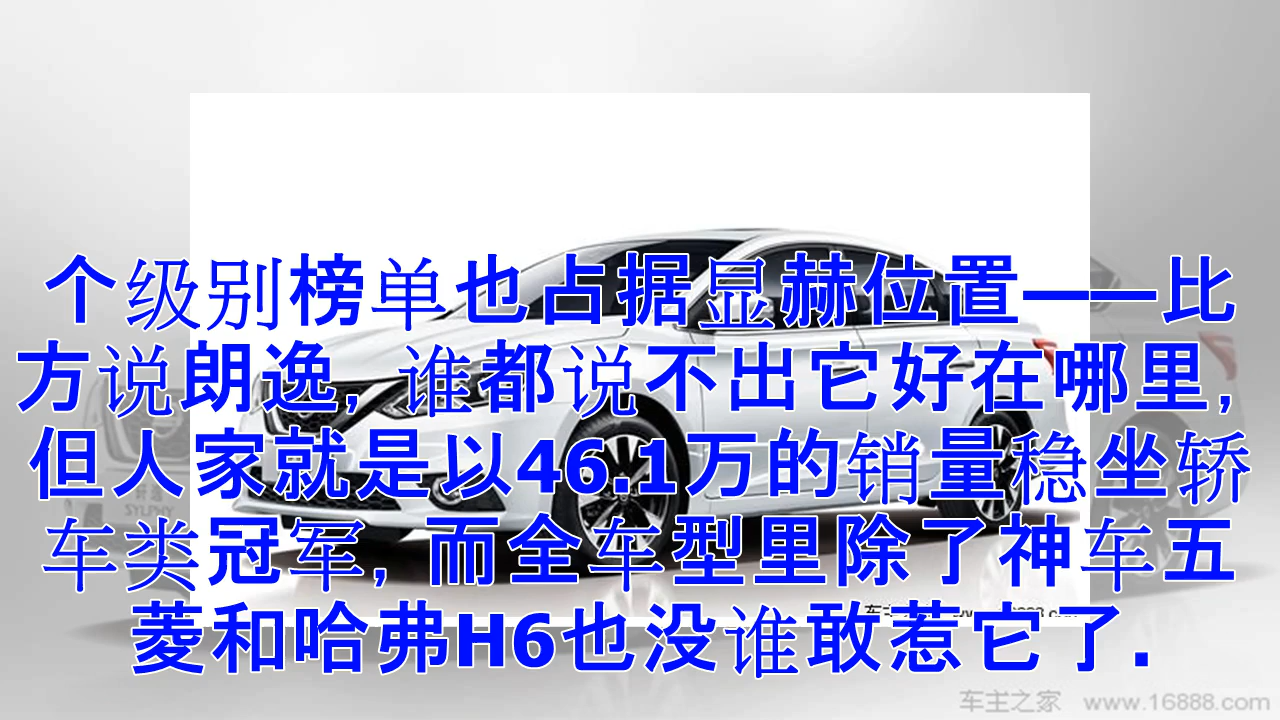 个级别榜单也占据显赫位置——比
方说朗逸, 谁都说不出它好在哪里,
但人家就是以46.1万的销量稳坐轿
车类冠军, 而全车型里除了神车五
菱和哈弗H6也没谁敢惹它了.
轩逸
SYLPHY
车主之家 www.16888.com